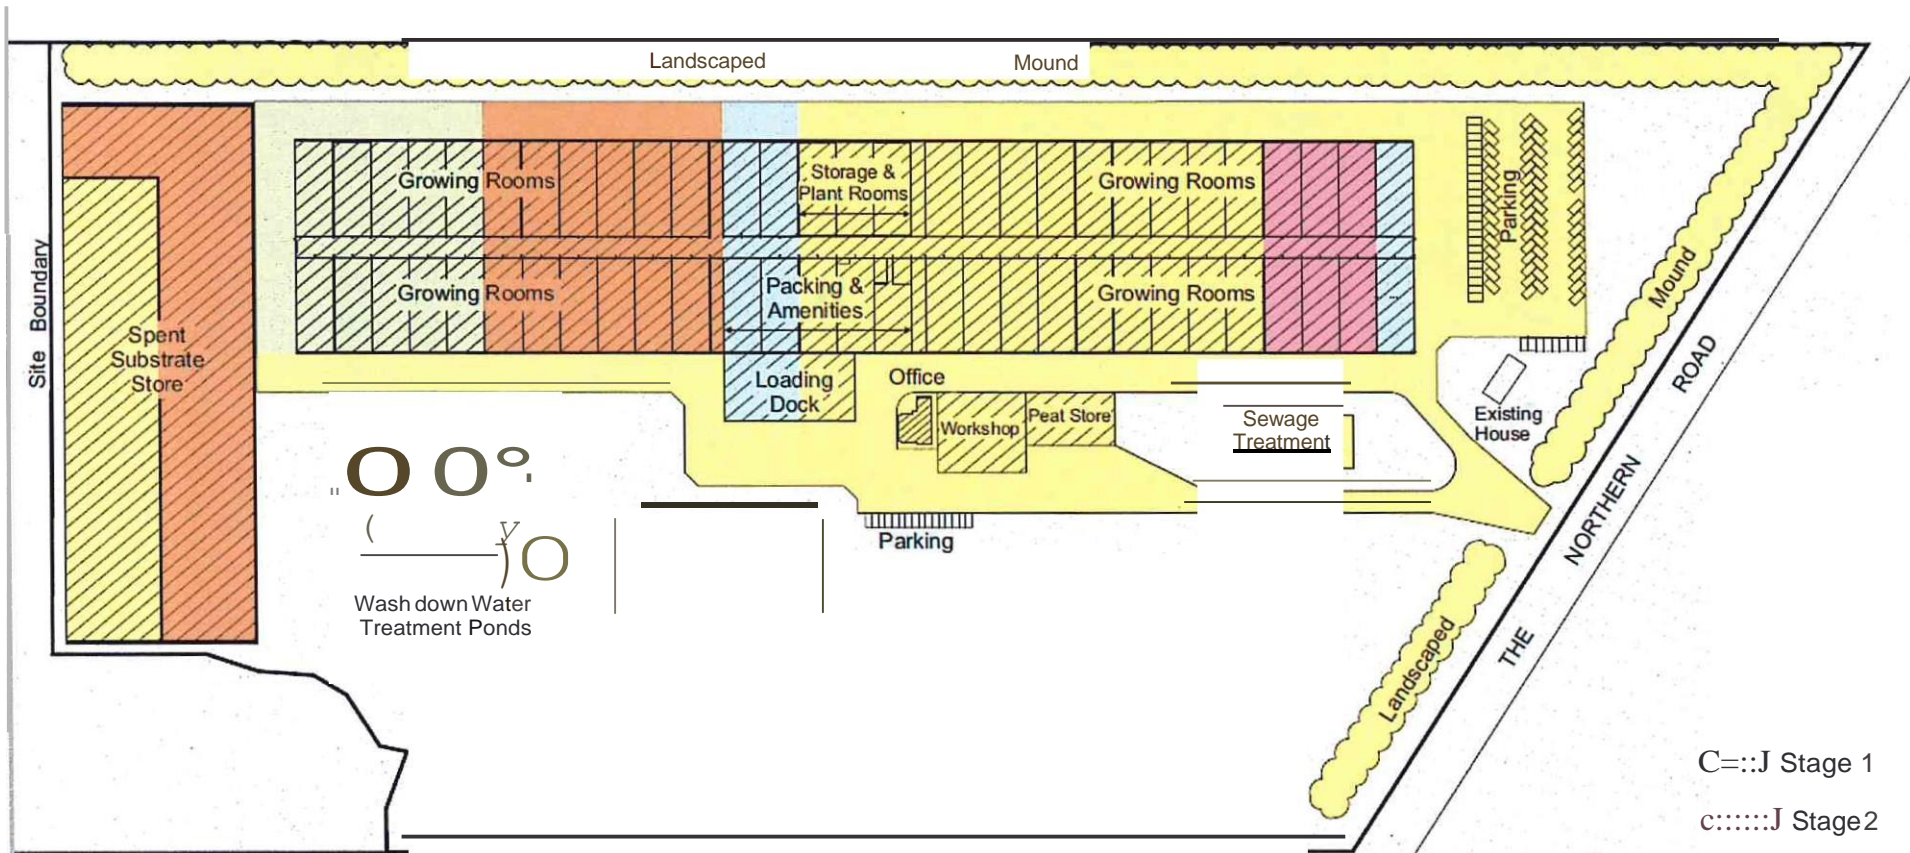 Landscaped Mound
Growing Rooms
Storage &
Plant Rooms
Growing Rooms
Parking
Growing Rooms
Packing &
Amenities
Growing Rooms
Mound
Site Boundary
Spent
Substrate
Store
Loading
Dock
Office
Workshop
Peat Store
Sewage
Treatment
Existing
House
THE NORTHERN ROAD
Parking
Wash down Water
Treatment Ponds
Landscaped
C=::J Stage 1
c::::::J Stage 2